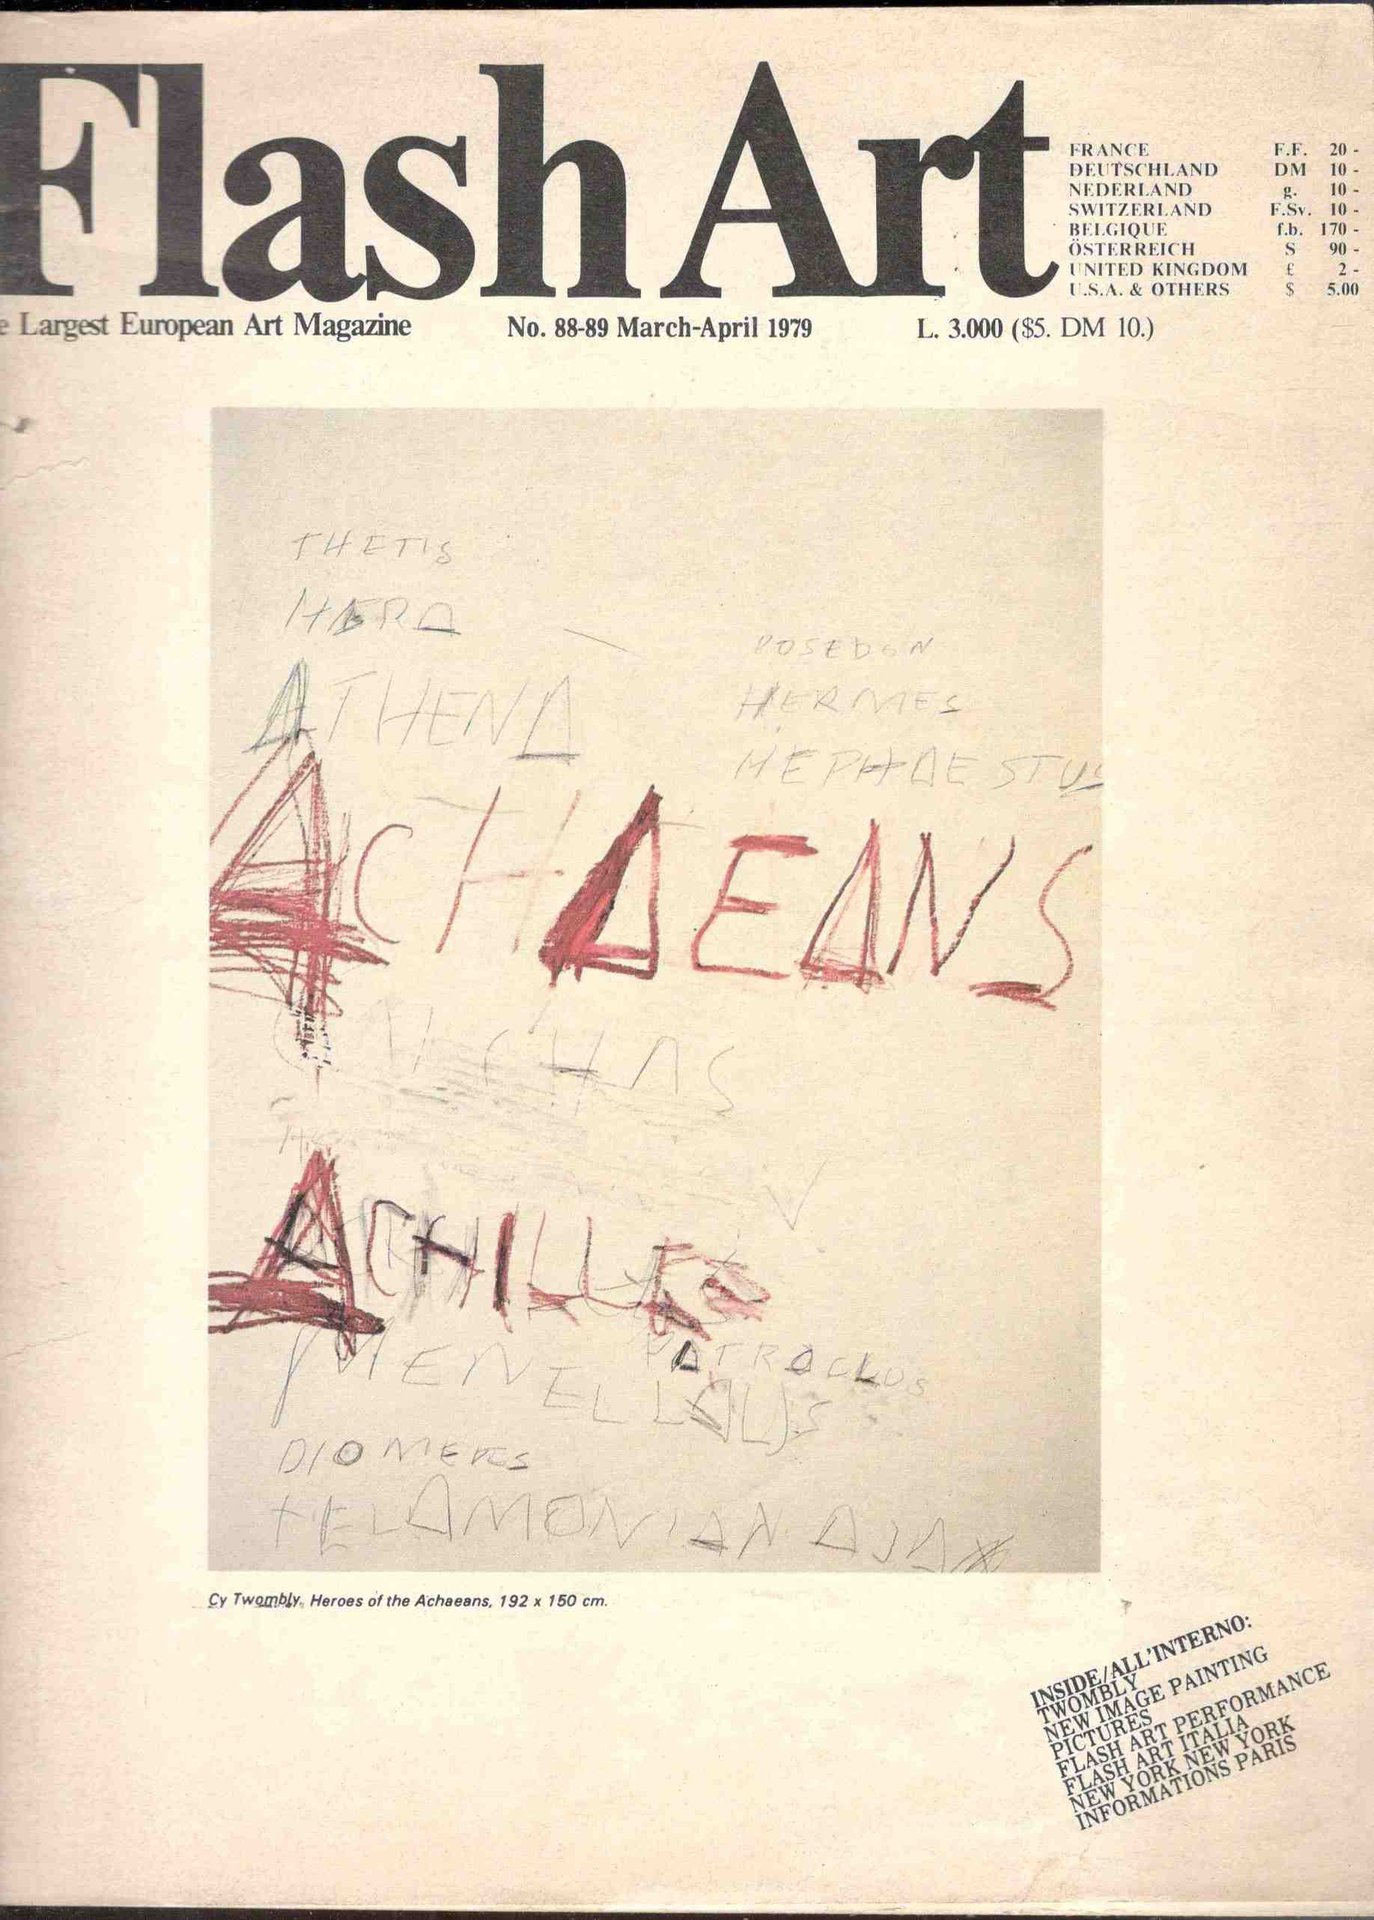 Flash Art
FRANCE F.F. 20 -
DEUTSCHLAND DM 10 -
NEDERLAND g. 10 -
SWITZERLAND F.Sv. 10 -
BELGIQUE f.b. 170 -
ÖSTERREICH S 90 -
UNITED KINGDOM £ 2 -
U.S.A. & OTHERS $ 5.00
e Largest European Art Magazine No. 88-89 March-April 1979 L. 3.000 ($5. DM 10.)
THETIS
HERA
POSEDON
ATHENA
HERMES
HEPHAESTUS
ACHAEANS
ACHILLES
PATROCLUS
MENELLAUS
DIOMEDES
TELAMONIAN AJAX
Cy Twombly. Heroes of the Achaeans, 192 x 150 cm.
INSIDE/ALL'INTERNO:
TWOMBLY
NEW IMAGE PAINTING
PICTURES
FLASH ART PERFORMANCE
FLASH ART ITALIA
NEW YORK NEW YORK
INFORMATIONS PARIS